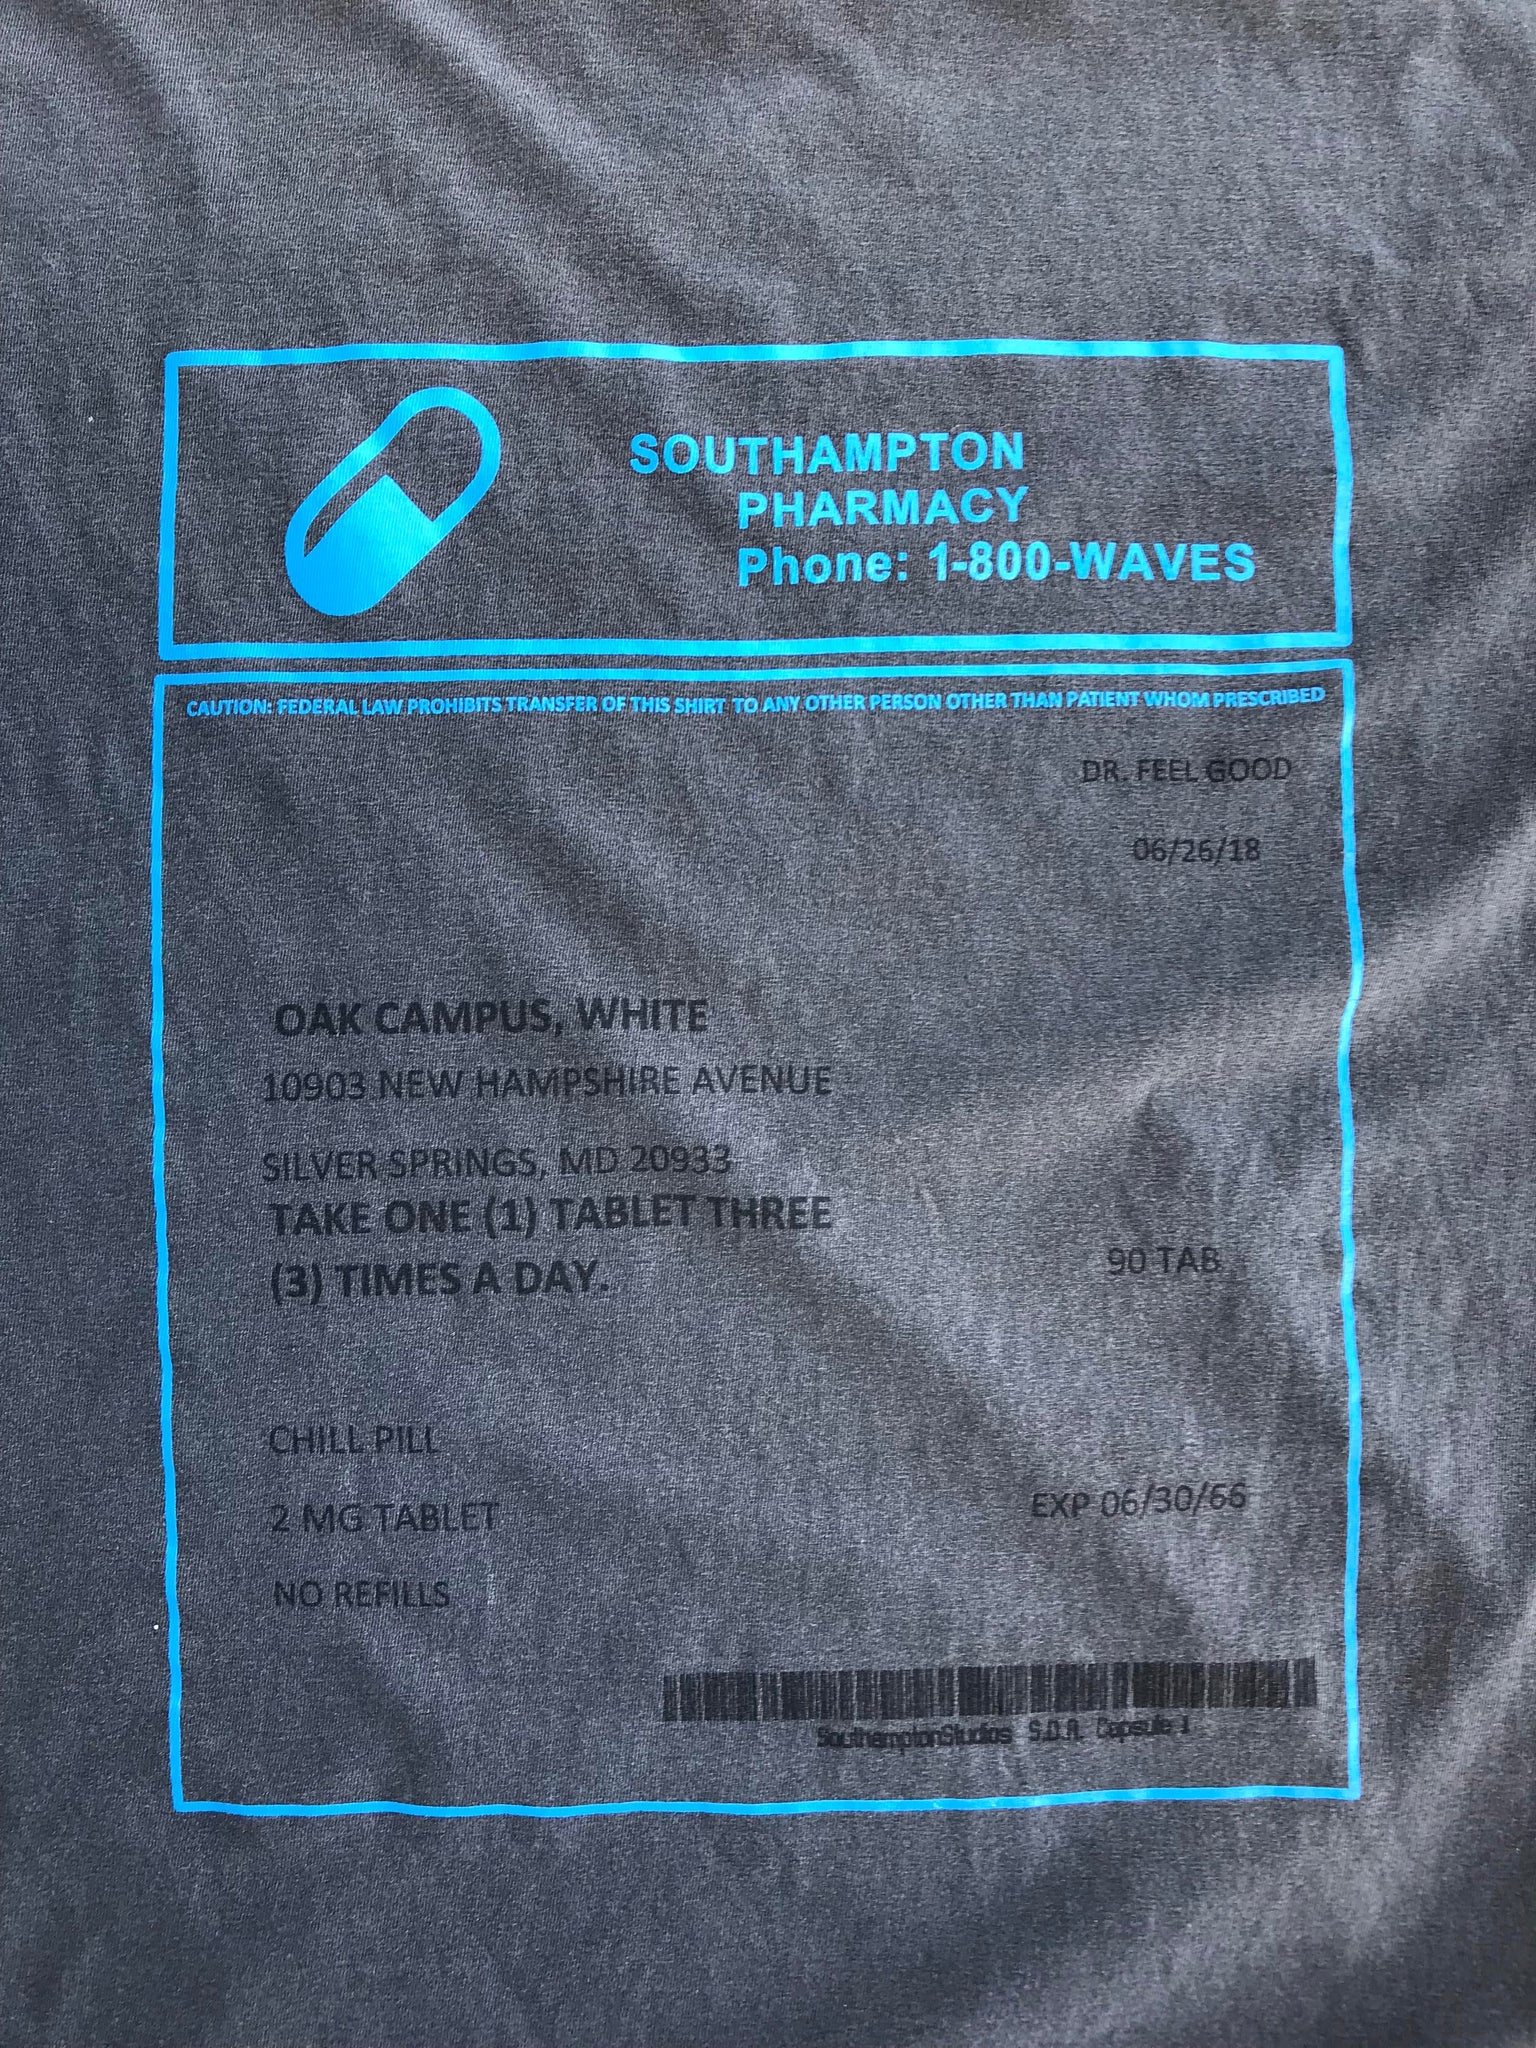 SOUTHAMPTON
PHARMACY
Phone: 1-800-WAVES
CAUTION: FEDERAL LAW PROHIBITS TRANSFER OF THIS SHIRT TO ANY OTHER PERSON OTHER THAN PATIENT WHOM PRESCRIBED
DR. FEEL GOOD
06/26/18
OAK CAMPUS, WHITE
10903 NEW HAMPSHIRE AVENUE
SILVER SPRINGS, MD 20933
TAKE ONE (1) TABLET THREE
(3) TIMES A DAY.
90 TAB
CHILL PILL
2 MG TABLET
EXP 06/30/66
NO REFILLS
SouthamptonStudios S.D.A. Capsule 1